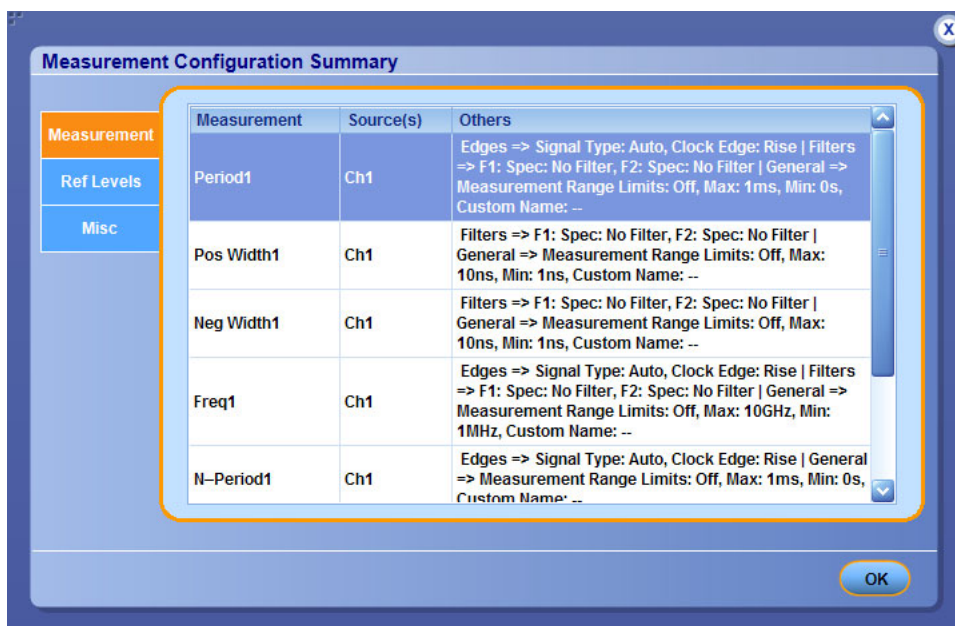 X
Measurement Configuration Summary
Measurement
Ref Levels
Misc
Measurement Source(s) Others
Period1 Ch1
Edges => Signal Type: Auto, Clock Edge: Rise | Filters
=> F1: Spec: No Filter, F2: Spec: No Filter | General =>
Measurement Range Limits: Off, Max: 1ms, Min: 0s,
Custom Name: --
Pos Width1 Ch1
Filters => F1: Spec: No Filter, F2: Spec: No Filter |
General => Measurement Range Limits: Off, Max:
10ns, Min: 1ns, Custom Name: --
Neg Width1 Ch1
Filters => F1: Spec: No Filter, F2: Spec: No Filter |
General => Measurement Range Limits: Off, Max:
10ns, Min: 1ns, Custom Name: --
Freq1 Ch1
Edges => Signal Type: Auto, Clock Edge: Rise | Filters
=> F1: Spec: No Filter, F2: Spec: No Filter | General =>
Measurement Range Limits: Off, Max: 10GHz, Min:
1MHz, Custom Name: --
N–Period1 Ch1
Edges => Signal Type: Auto, Clock Edge: Rise | General
=> Measurement Range Limits: Off, Max: 1ms, Min: 0s,
Custom Name: --
OK